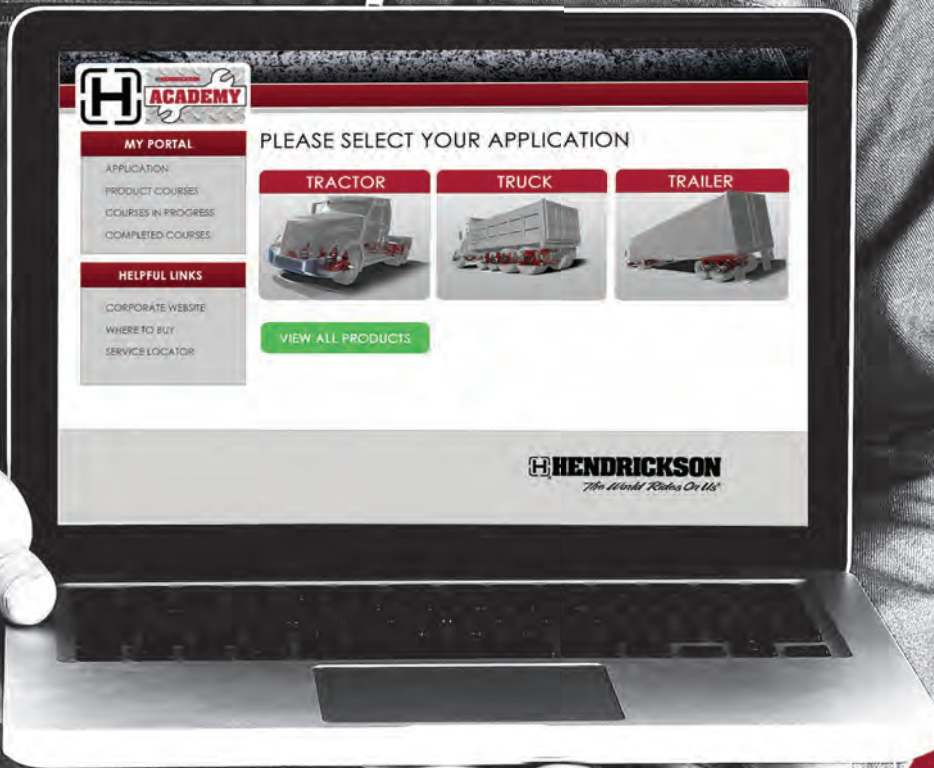 H
ACADEMY
MY PORTAL
APPLICATION
PRODUCT COURSES
COURSES IN PROGRESS
COMPLETED COURSES
HELPFUL LINKS
CORPORATE WEBSITE
WHERE TO BUY
SERVICE LOCATOR
PLEASE SELECT YOUR APPLICATION
TRACTOR
TRUCK
TRAILER
VIEW ALL PRODUCTS
H HENDRICKSON
The World Rides On Us®